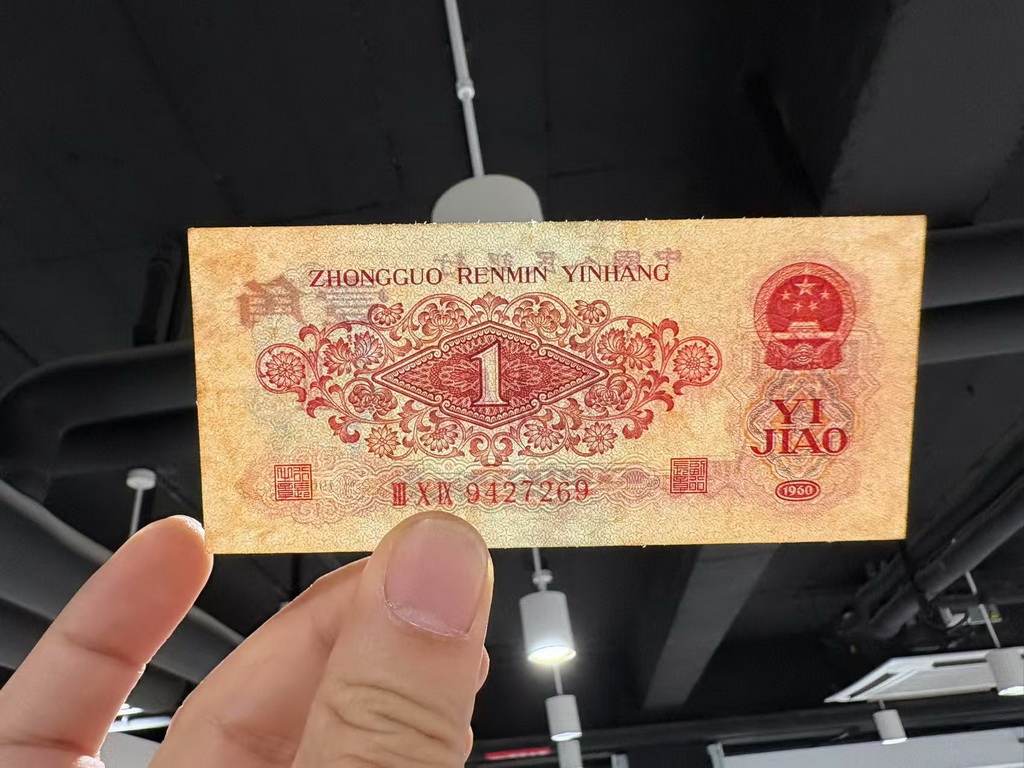 ZHONGGUO RENMIN YINHANG
1
YI
JIAO
III X IX 9427269
1960